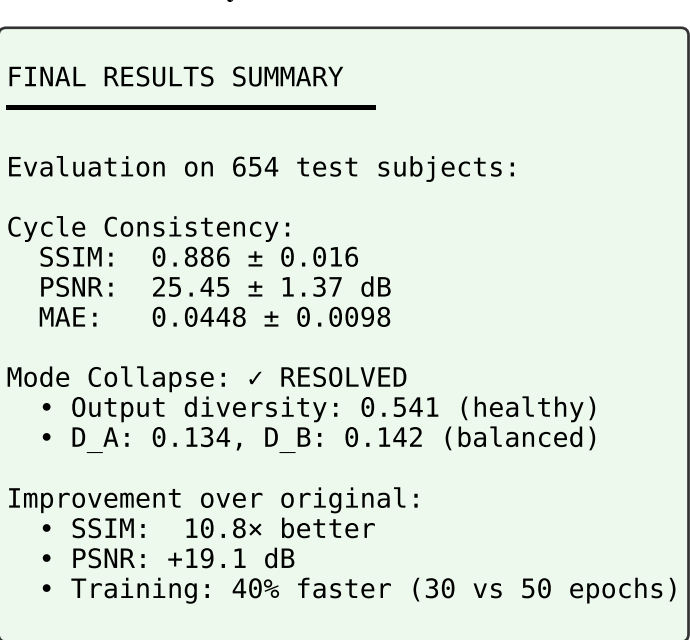 FINAL RESULTS SUMMARY
Evaluation on 654 test subjects:
Cycle Consistency:
SSIM: 0.886 ± 0.016
PSNR: 25.45 ± 1.37 dB
MAE: 0.0448 ± 0.0098
Mode Collapse: ✓ RESOLVED
• Output diversity: 0.541 (healthy)
• D_A: 0.134, D_B: 0.142 (balanced)
Improvement over original:
• SSIM: 10.8× better
• PSNR: +19.1 dB
• Training: 40% faster (30 vs 50 epochs)